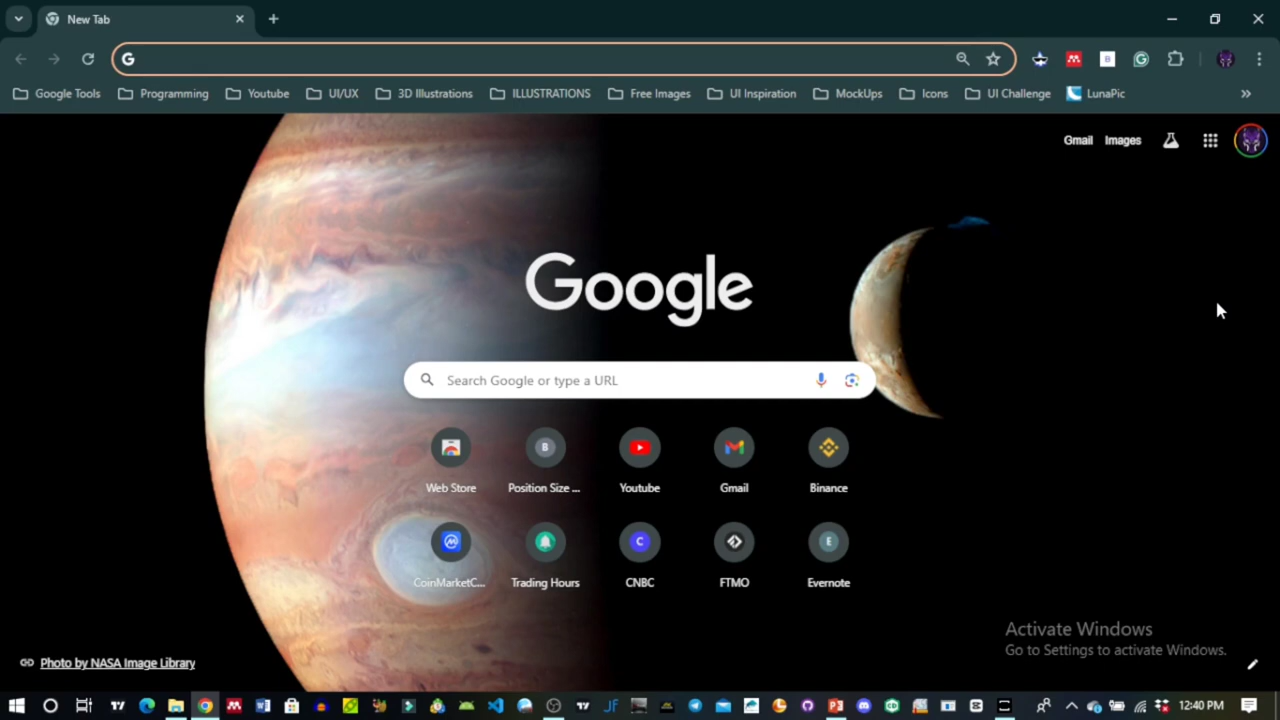 New Tab
Google Tools Programming Youtube UI/UX 3D Illustrations ILLUSTRATIONS Free Images UI Inspiration MockUps Icons UI Challenge LunaPic
Gmail Images
Google
Search Google or type a URL
B
Web Store Position Size ... Youtube Gmail Binance
C E
CoinMarketC... Trading Hours CNBC FTMO Evernote
Activate Windows
Go to Settings to activate Windows.
Photo by NASA Image Library
12:40 PM